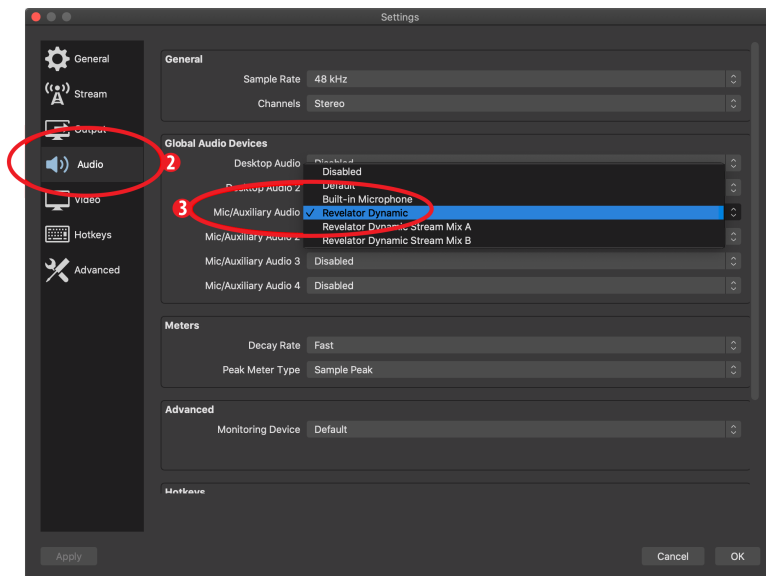 Settings
General
Stream
Output
Audio
Video
Hotkeys
Advanced
2
3
General
Sample Rate 48 kHz
Channels Stereo
Global Audio Devices
Desktop Audio Disabled
Desktop Audio 2
Mic/Auxiliary Audio
Mic/Auxiliary Audio 2
Disabled
Default
Built-in Microphone
✓ Revelator Dynamic
Revelator Dynamic Stream Mix A
Revelator Dynamic Stream Mix B
Mic/Auxiliary Audio 3 Disabled
Mic/Auxiliary Audio 4 Disabled
Meters
Decay Rate Fast
Peak Meter Type Sample Peak
Advanced
Monitoring Device Default
Hotkeys
Apply
Cancel
OK